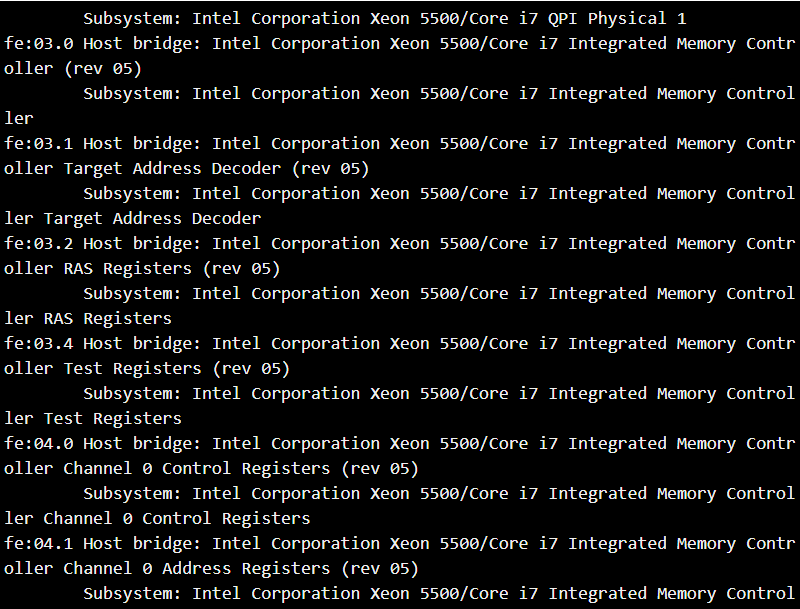 Subsystem: Intel Corporation Xeon 5500/Core i7 QPI Physical 1
fe:03.0 Host bridge: Intel Corporation Xeon 5500/Core i7 Integrated Memory Contr
oller (rev 05)
        Subsystem: Intel Corporation Xeon 5500/Core i7 Integrated Memory Control
ler
fe:03.1 Host bridge: Intel Corporation Xeon 5500/Core i7 Integrated Memory Contr
oller Target Address Decoder (rev 05)
        Subsystem: Intel Corporation Xeon 5500/Core i7 Integrated Memory Control
ler Target Address Decoder
fe:03.2 Host bridge: Intel Corporation Xeon 5500/Core i7 Integrated Memory Contr
oller RAS Registers (rev 05)
        Subsystem: Intel Corporation Xeon 5500/Core i7 Integrated Memory Control
ler RAS Registers
fe:03.4 Host bridge: Intel Corporation Xeon 5500/Core i7 Integrated Memory Contr
oller Test Registers (rev 05)
        Subsystem: Intel Corporation Xeon 5500/Core i7 Integrated Memory Control
ler Test Registers
fe:04.0 Host bridge: Intel Corporation Xeon 5500/Core i7 Integrated Memory Contr
oller Channel 0 Control Registers (rev 05)
        Subsystem: Intel Corporation Xeon 5500/Core i7 Integrated Memory Control
ler Channel 0 Control Registers
fe:04.1 Host bridge: Intel Corporation Xeon 5500/Core i7 Integrated Memory Contr
oller Channel 0 Address Registers (rev 05)
        Subsystem: Intel Corporation Xeon 5500/Core i7 Integrated Memory Control